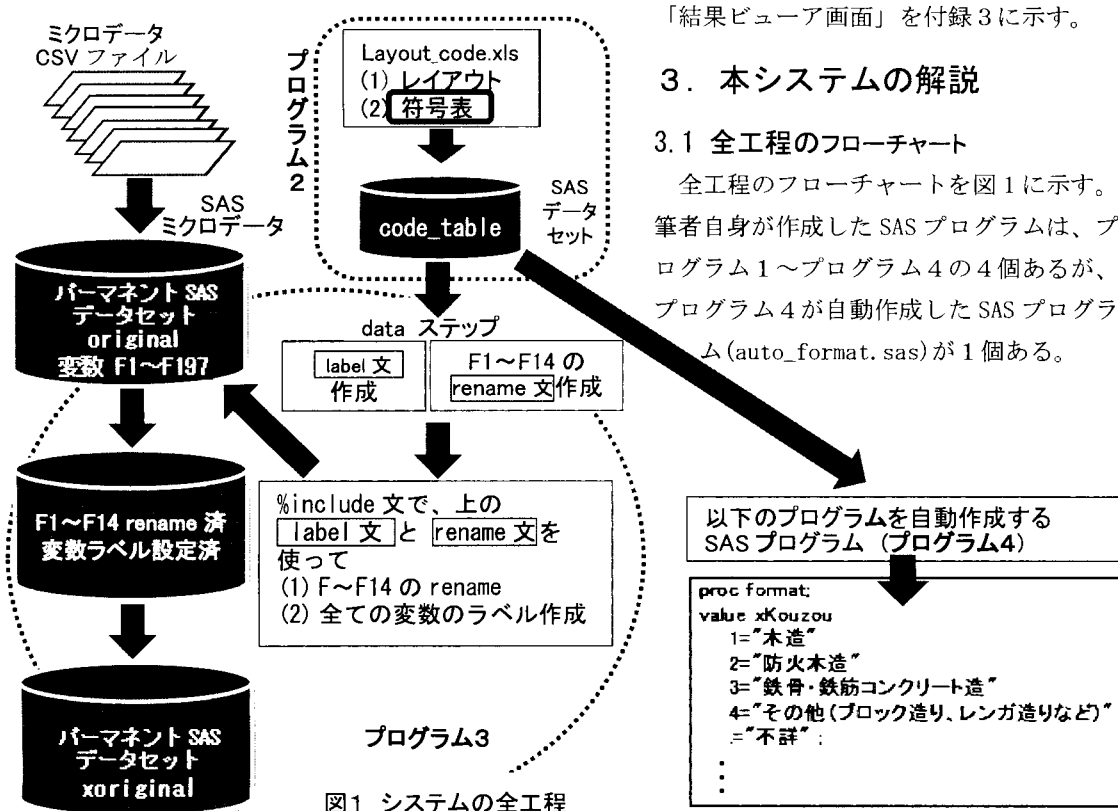 「結果ビューア画面」を付録3に示す。
3. 本システムの解説
3.1 全工程のフローチャート
全工程のフローチャートを図1に示す。
筆者自身が作成した SAS プログラムは、プ
ログラム1～プログラム4の4個あるが、
プログラム4が自動作成した SAS プログラ
ム(auto_format.sas)が1個ある。
ミクロデータ
CSV ファイル
SAS
ミクロデータ
パーマネント SAS
データセット
original
変数 F1～F197
F1～F14 rename 済
変数ラベル設定済
パーマネント SAS
データセット
xoriginal
プログラム2
Layout_code.xls
(1) レイアウト
(2) 符号表
code_table
SAS
データ
セット
data ステップ
label 文
作成
F1～F14 の
rename 文作成
%include 文で、上の
label 文 と rename 文を
使って
(1) F～F14 の rename
(2) 全ての変数のラベル作成
プログラム3
以下のプログラムを自動作成する
SAS プログラム (プログラム4)
proc format;
value xKouzou
1="木造"
2="防火木造"
3="鉄骨・鉄筋コンクリート造"
4="その他(ブロック造り、レンガ造りなど)"
.="不詳" ;
図1 システムの全工程